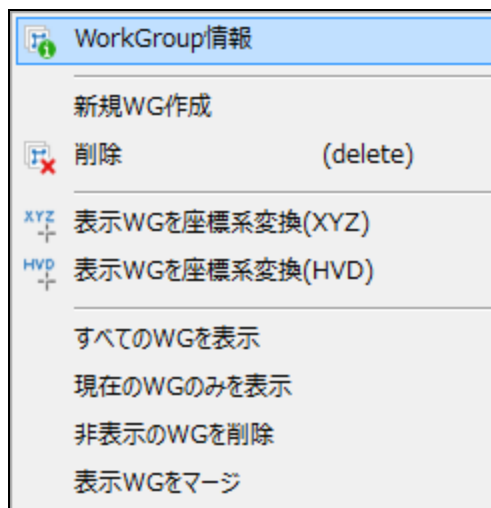 WorkGroup情報
新規WG作成
削除 (delete)
XYZ 表示WGを座標系変換(XYZ)
HVD 表示WGを座標系変換(HVD)
すべてのWGを表示
現在のWGのみを表示
非表示のWGを削除
表示WGをマージ